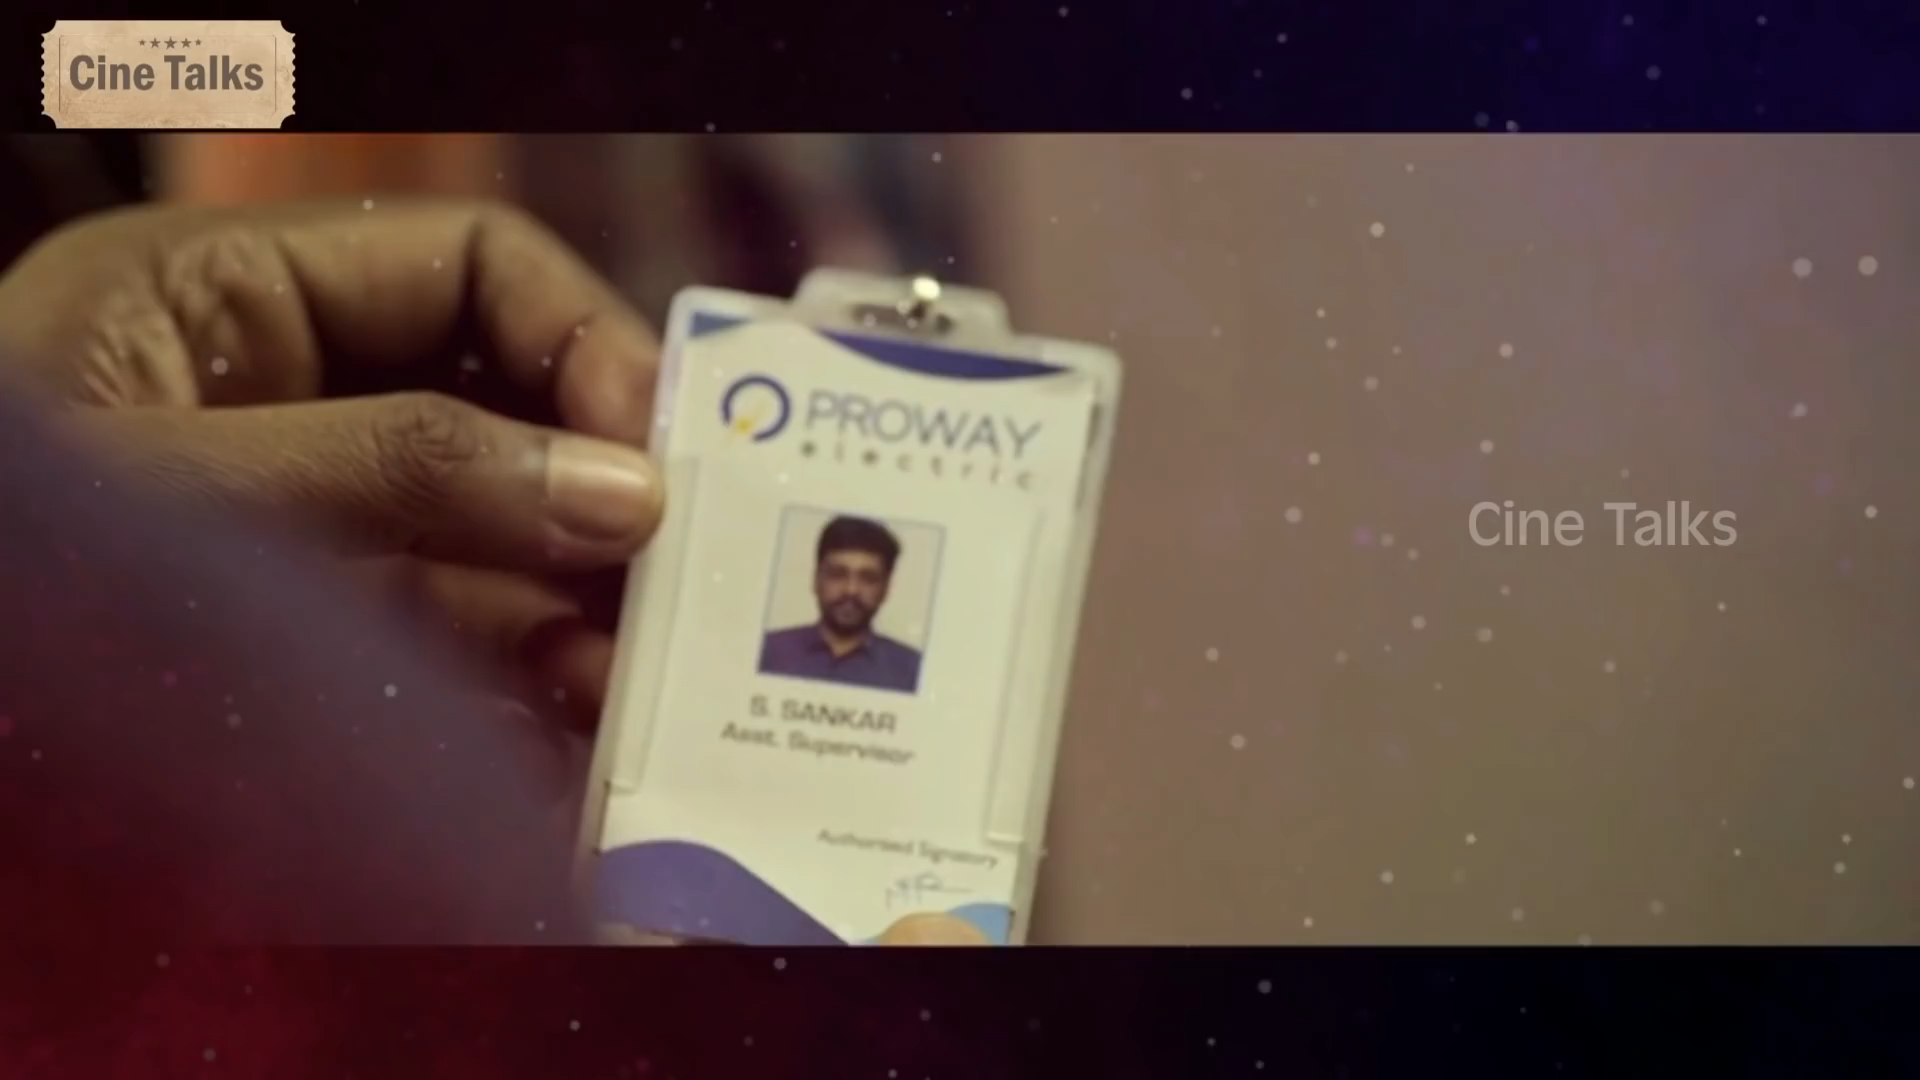 Cine Talks
PROWAY
electric
Cine Talks
S. SANKAR
Asst. Supervisor
Authorised Signatory